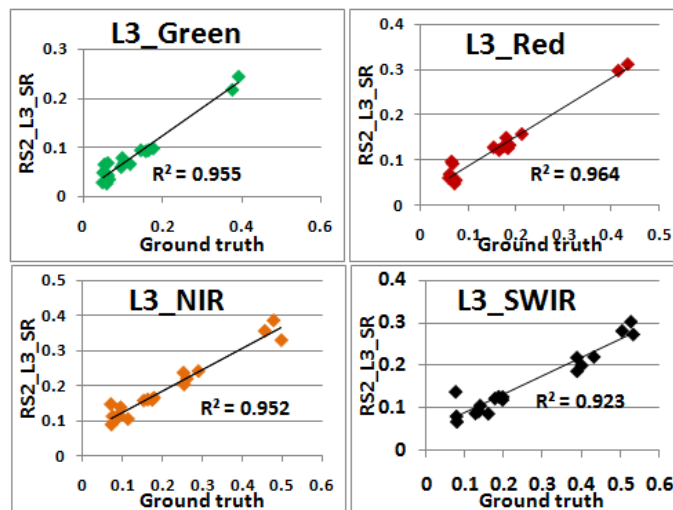 L3_Green
RS2_L3_SR
0.3
0.2
0.1
0
R² = 0.955
0
0.2
0.4
0.6
Ground truth
L3_Red
RS2_L3_SR
0.4
0.3
0.2
0.1
0
R² = 0.964
0
0.1
0.2
0.3
0.4
0.5
Ground truth
L3_NIR
RS2_L3_SR
0.5
0.4
0.3
0.2
0.1
0
R² = 0.952
0
0.1
0.2
0.3
0.4
0.5
0.6
Ground truth
L3_SWIR
RS2_L3_SR
0.4
0.3
0.2
0.1
0
R² = 0.923
0
0.1
0.2
0.3
0.4
0.5
0.6
Ground truth